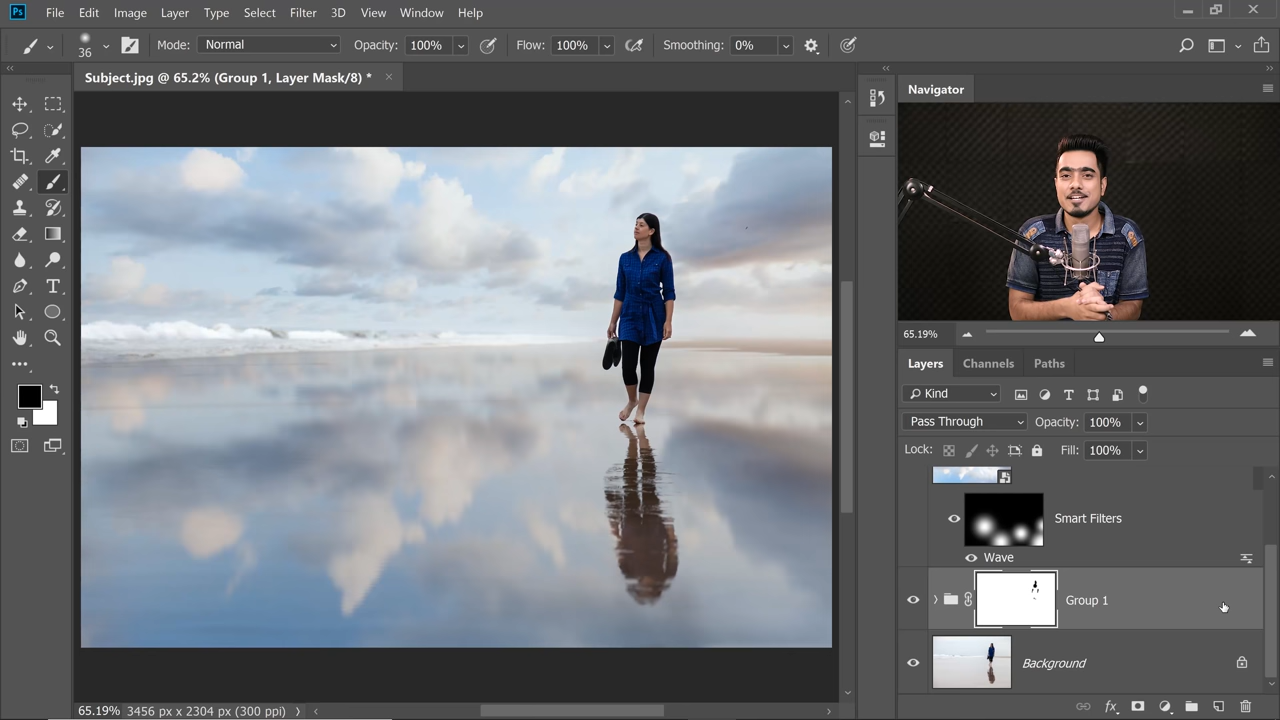 Ps File Edit Image Layer Type Select Filter 3D View Window Help
36 Mode: Normal Opacity: 100% Flow: 100% Smoothing: 0%
Subject.jpg @ 65.2% (Group 1, Layer Mask/8) *
Navigator
65.19%
Layers Channels Paths
Kind
Pass Through Opacity: 100%
Lock: Fill: 100%
Smart Filters
Wave
Group 1
Background
fx
65.19% 3456 px x 2304 px (300 ppi)